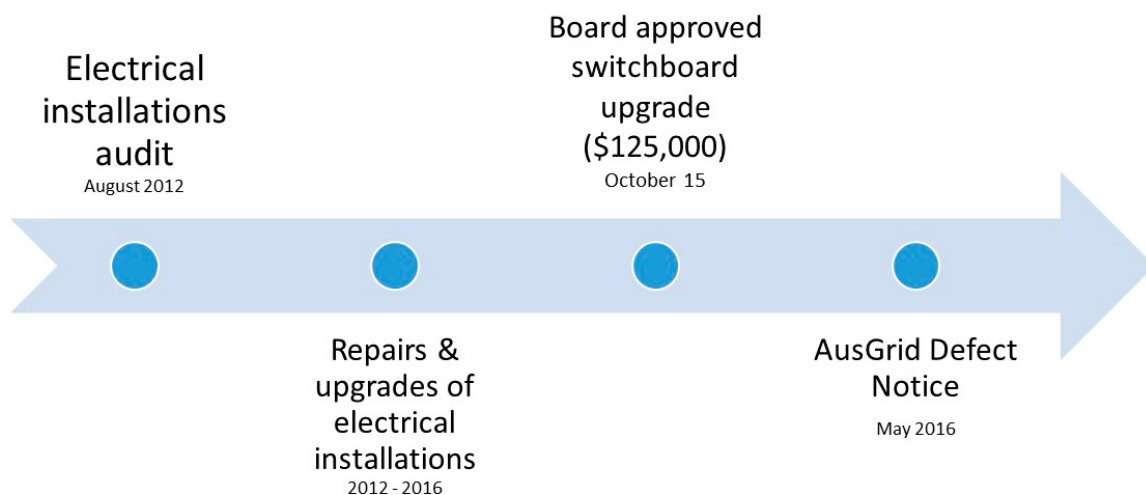 Electrical
installations
audit
August 2012
Repairs &
upgrades of
electrical
installations
2012 - 2016
Board approved
switchboard
upgrade
($125,000)
October 15
AusGrid Defect
Notice
May 2016